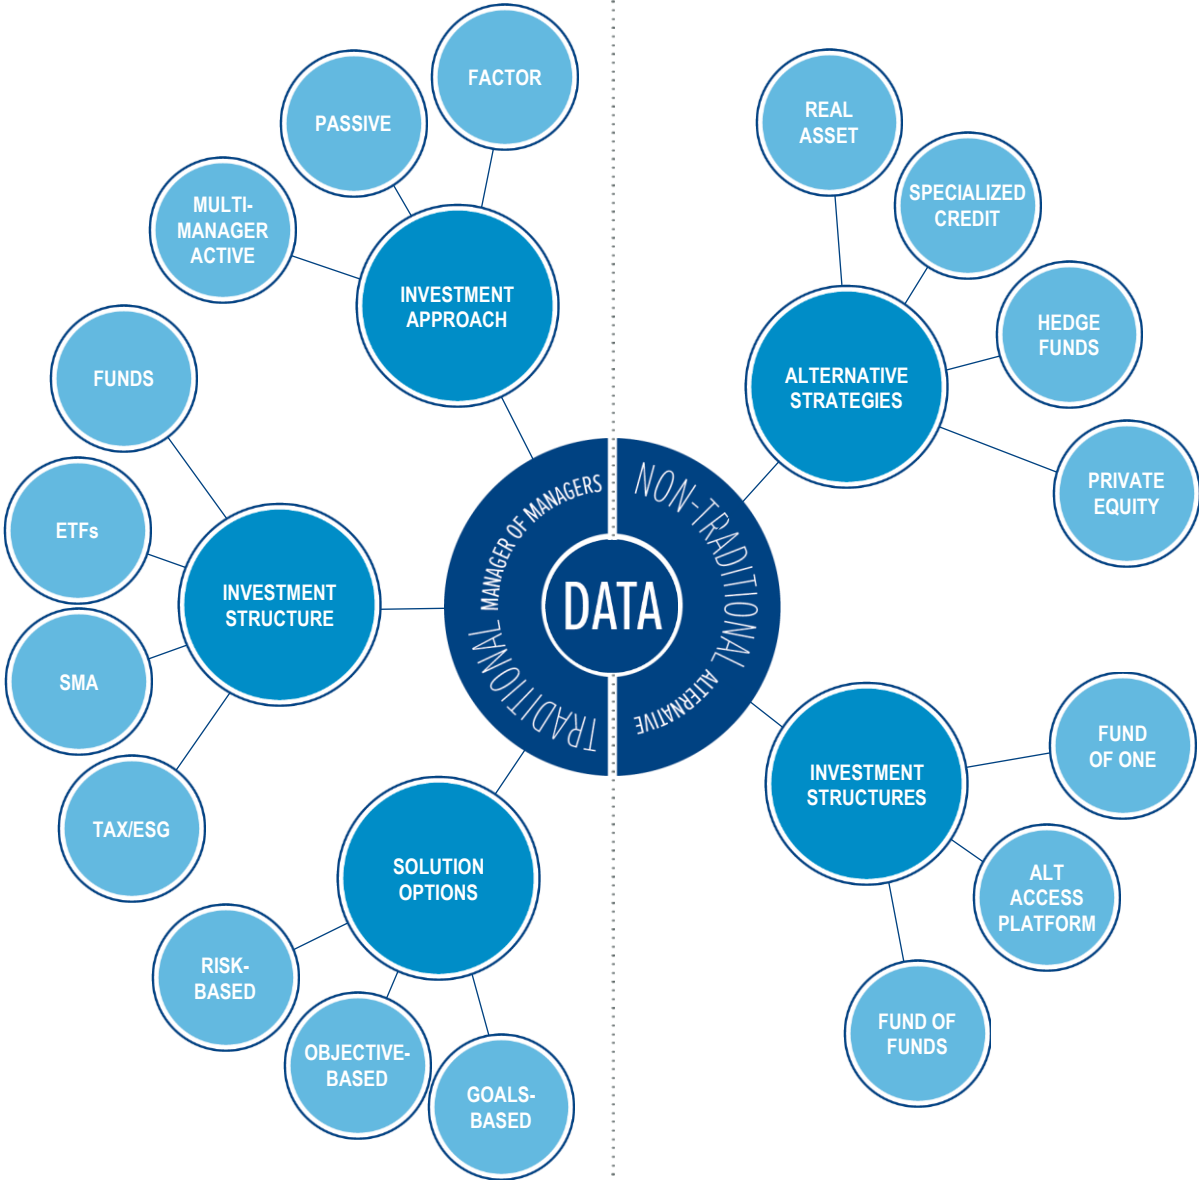 FACTOR
PASSIVE
MULTI-
MANAGER
ACTIVE
INVESTMENT
APPROACH
FUNDS
ETFs
SMA
TAX/ESG
INVESTMENT
STRUCTURE
SOLUTION
OPTIONS
RISK-
BASED
OBJECTIVE-
BASED
GOALS-
BASED
TRADITIONAL MANAGER OF MANAGERS
DATA
NON-TRADITIONAL ALTERNATIVE
REAL
ASSET
SPECIALIZED
CREDIT
HEDGE
FUNDS
PRIVATE
EQUITY
ALTERNATIVE
STRATEGIES
INVESTMENT
STRUCTURES
FUND
OF ONE
ALT
ACCESS
PLATFORM
FUND OF
FUNDS